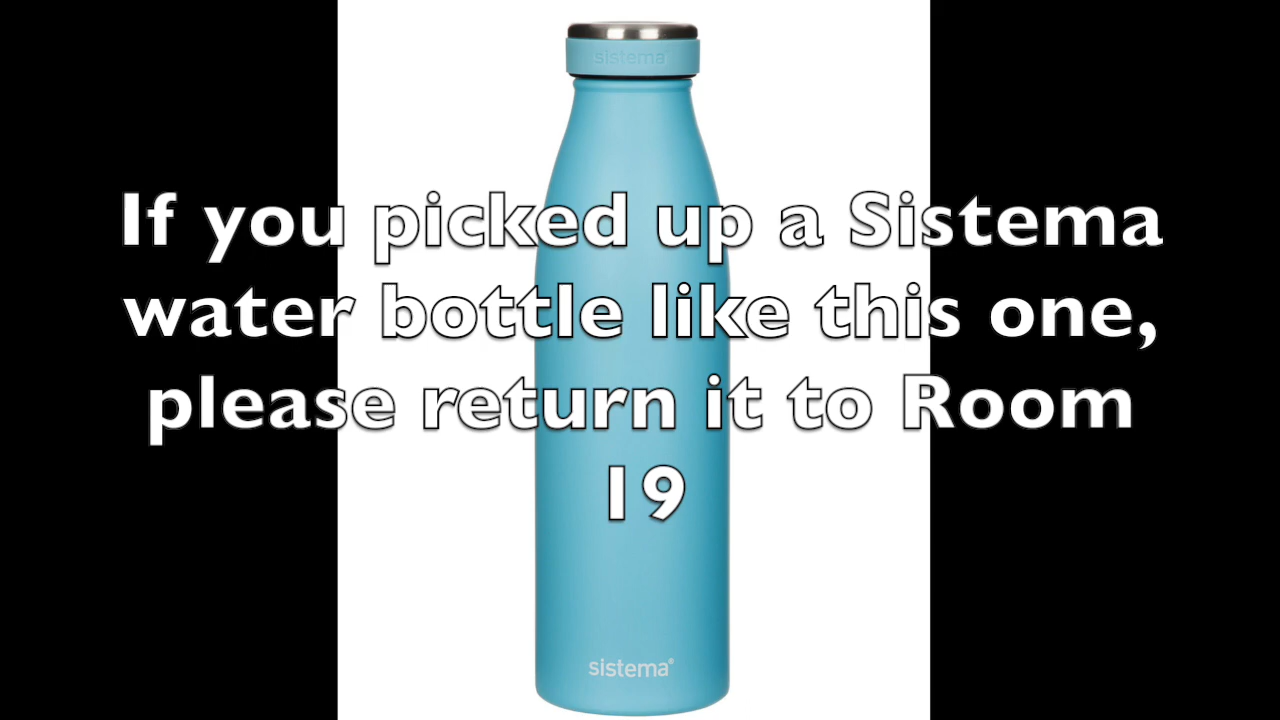 sistema
If you picked up a Sistema
water bottle like this one,
please return it to Room
19
sistema®